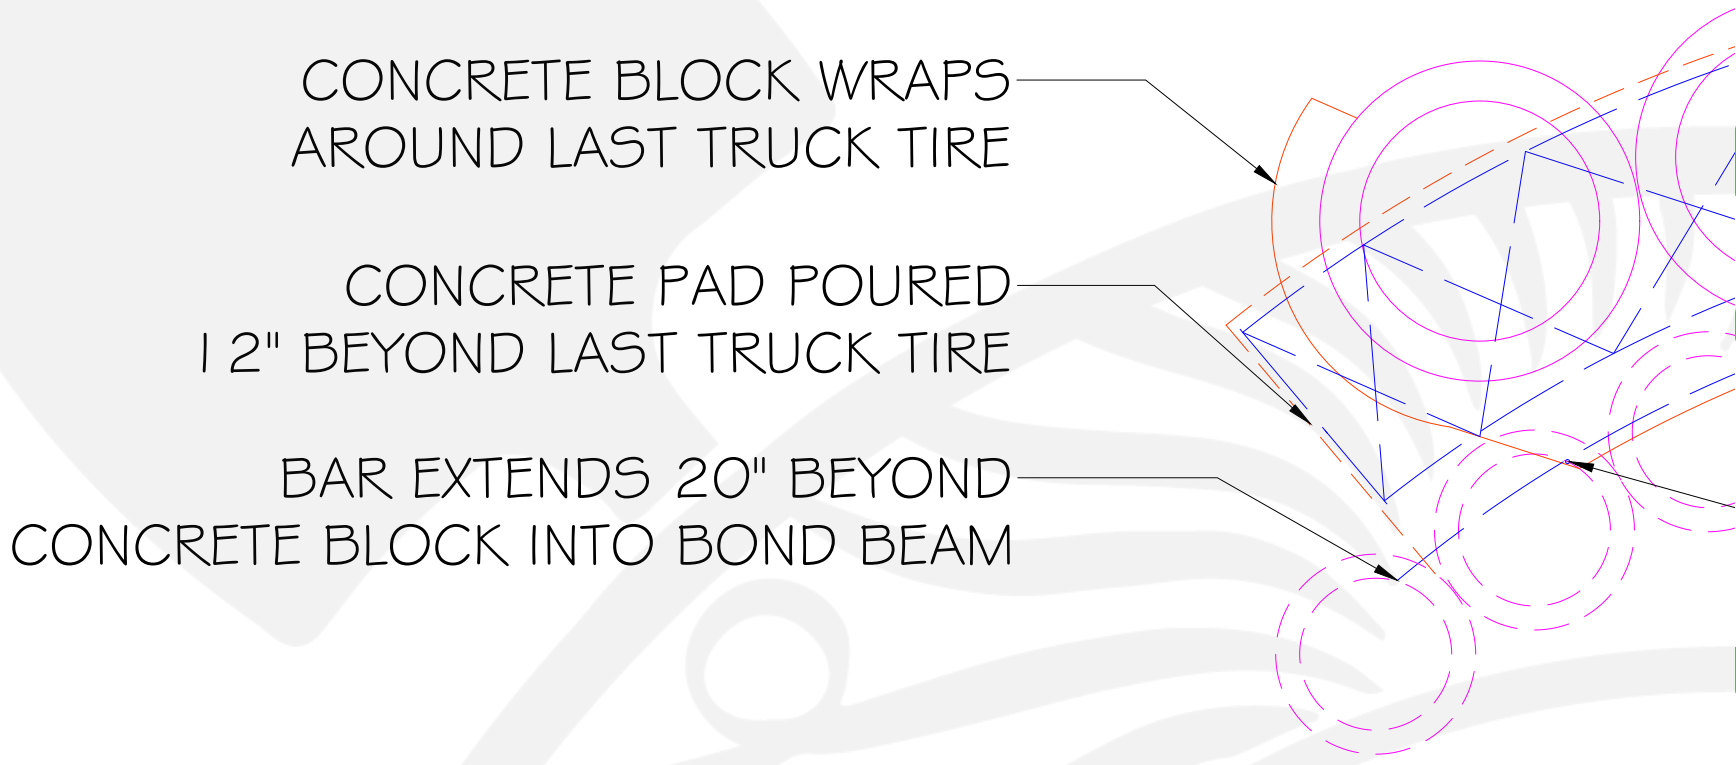 CONCRETE BLOCK WRAPS
AROUND LAST TRUCK TIRE
CONCRETE PAD POURED
12" BEYOND LAST TRUCK TIRE
BAR EXTENDS 20" BEYOND
CONCRETE BLOCK INTO BOND BEAM